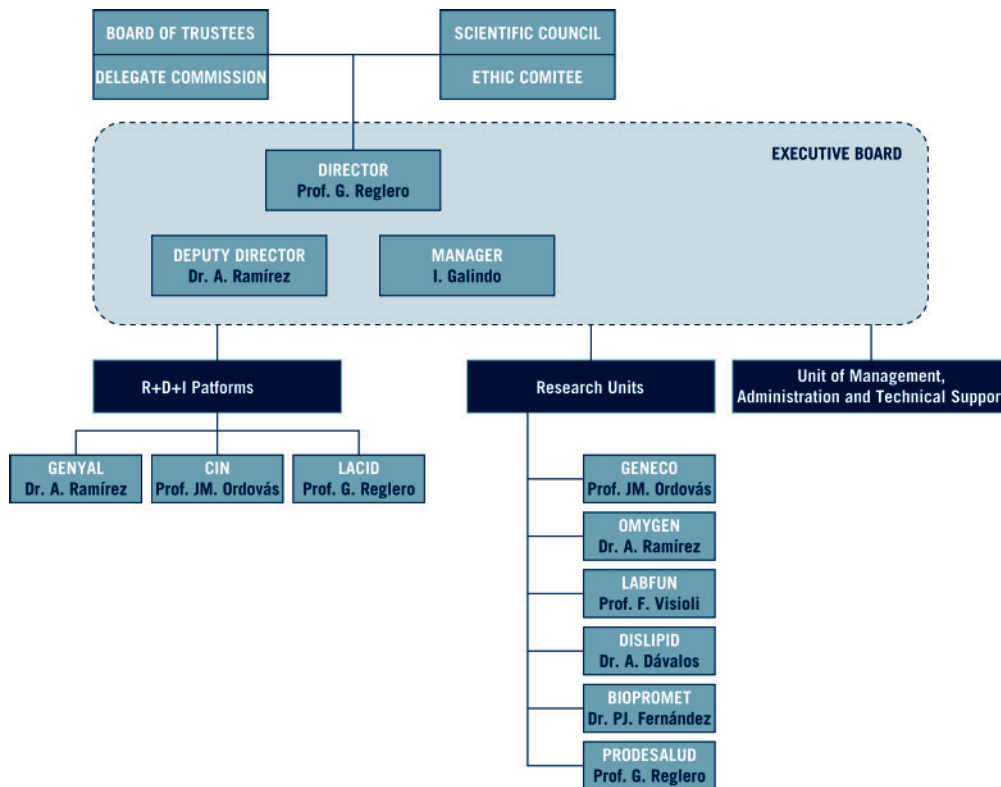 BOARD OF TRUSTEES
DELEGATE COMMISSION
SCIENTIFIC COUNCIL
ETHIC COMITEE
EXECUTIVE BOARD
DIRECTOR
Prof. G. Reglero
DEPUTY DIRECTOR
Dr. A. Ramírez
MANAGER
I. Galindo
R+D+I Patforms
Research Units
Unit of Management,
Administration and Technical Support
GENYAL
Dr. A. Ramírez
CIN
Prof. JM. Ordovás
LACID
Prof. G. Reglero
GENECO
Prof. JM. Ordovás
OMYGEN
Dr. A. Ramírez
LABFUN
Prof. F. Visioli
DISLIPID
Dr. A. Dávalos
BIOPROMET
Dr. PJ. Fernández
PRODESALUD
Prof. G. Reglero